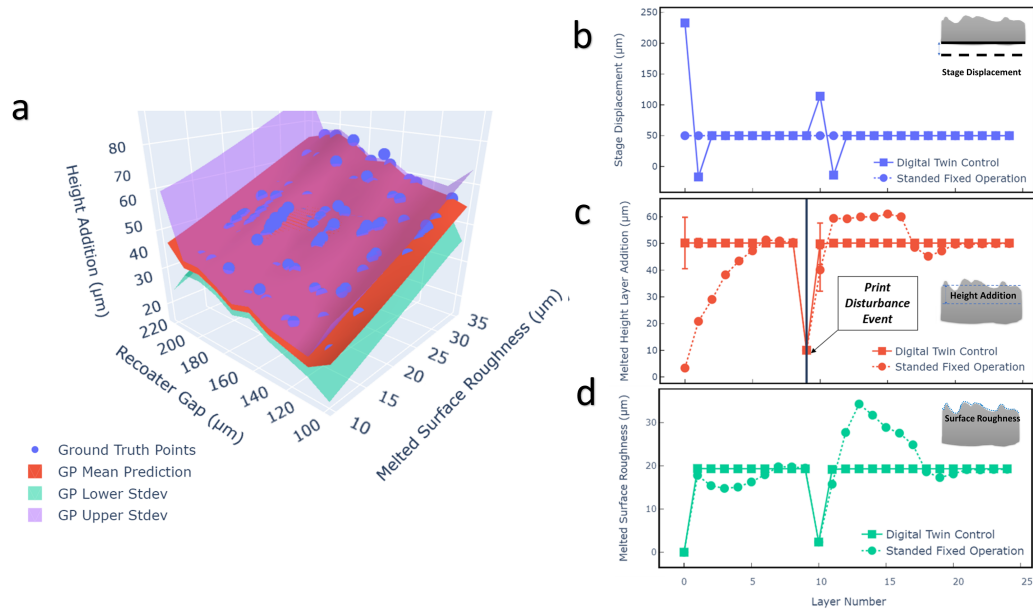 a
Height Addition (μm)
80
70
60
50
40
30
20
220
200
180
160
140
120
100
Recoater Gap (μm)
10
15
20
25
30
35
Melted Surface Roughness (μm)
Ground Truth Points
GP Mean Prediction
GP Lower Stdev
GP Upper Stdev
b
Stage Displacement (μm)
250
200
150
100
50
0
Stage Displacement
Digital Twin Control
Standed Fixed Operation
c
Melted Height Layer Addition (μm)
60
50
40
30
20
10
0
Print
Disturbance
Event
Height Addition
Digital Twin Control
Standed Fixed Operation
d
Melted Surface Roughness (μm)
30
20
10
0
Surface Roughness
Digital Twin Control
Standed Fixed Operation
0
5
10
15
20
25
Layer Number